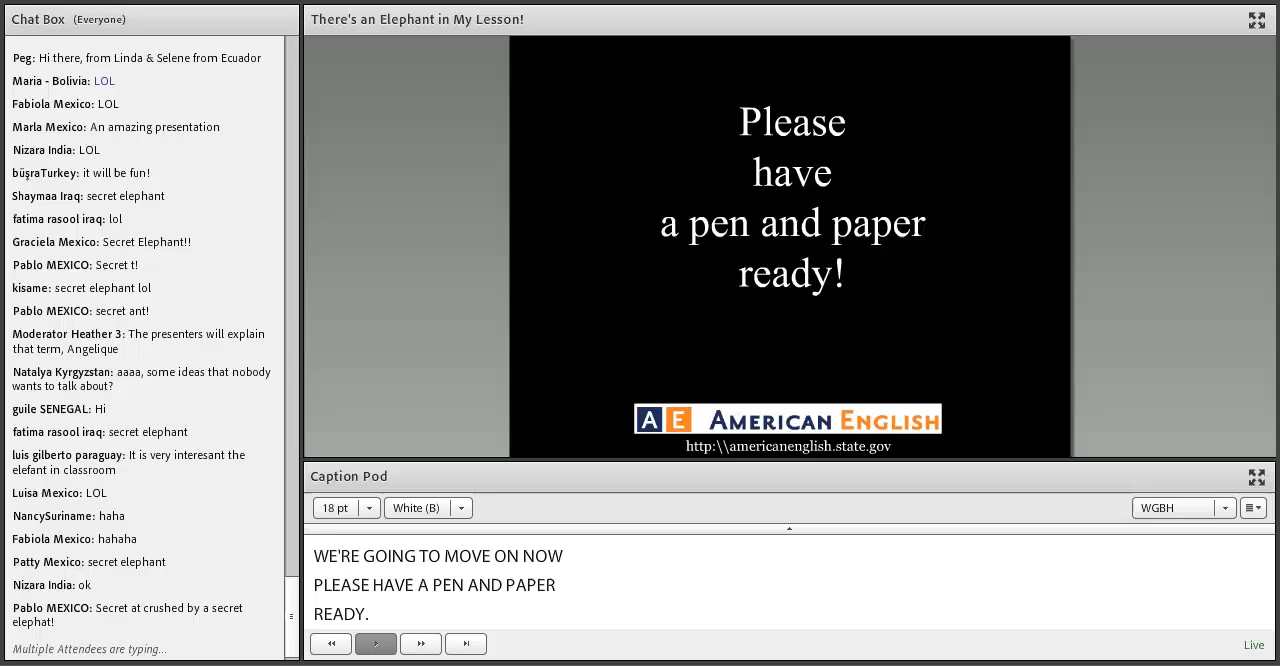 Chat Box (Everyone)
Peg: Hi there, from Linda & Selene from Ecuador
Maria - Bolivia: LOL
Fabiola Mexico: LOL
Marla Mexico: An amazing presentation
Nizara India: LOL
büşraTurkey: it will be fun!
Shaymaa Iraq: secret elephant
fatima rasool iraq: lol
Graciela Mexico: Secret Elephant!!
Pablo MEXICO: Secret t!
kisame: secret elephant lol
Pablo MEXICO: secret ant!
Moderator Heather 3: The presenters will explain
that term, Angelique
Natalya Kyrgyzstan: aaaa, some ideas that nobody
wants to talk about?
guile SENEGAL: Hi
fatima rasool iraq: secret elephant
luis gilberto paraguay: It is very interesant the
elefant in classroom
Luisa Mexico: LOL
NancySuriname: haha
Fabiola Mexico: hahaha
Patty Mexico: secret elephant
Nizara India: ok
Pablo MEXICO: Secret at crushed by a secret
elephat!
Multiple Attendees are typing...
There's an Elephant in My Lesson!
Please
have
a pen and paper
ready!
AE AMERICAN ENGLISH
http:\\americanenglish.state.gov
Caption Pod
18 pt White (B) WGBH
WE'RE GOING TO MOVE ON NOW
PLEASE HAVE A PEN AND PAPER
READY.
Live